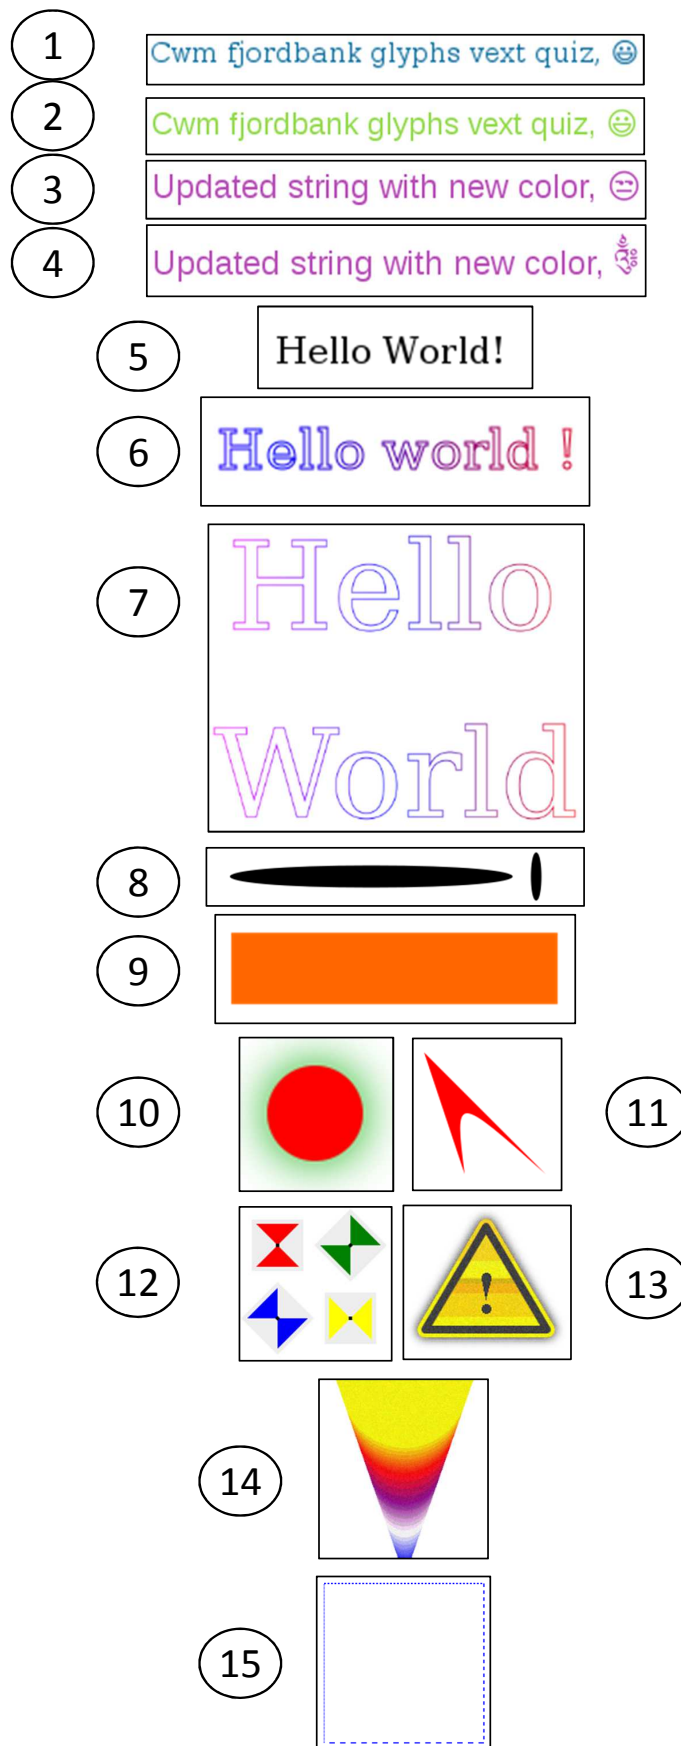 1
Cwm fjordbank glyphs vext quiz, 😃
2
Cwm fjordbank glyphs vext quiz, 😃
3
Updated string with new color, 😒
4
Updated string with new color,
5
Hello World!
6
Hello world !
7
Hello
World
8
9
10
11
12
13
!
14
15